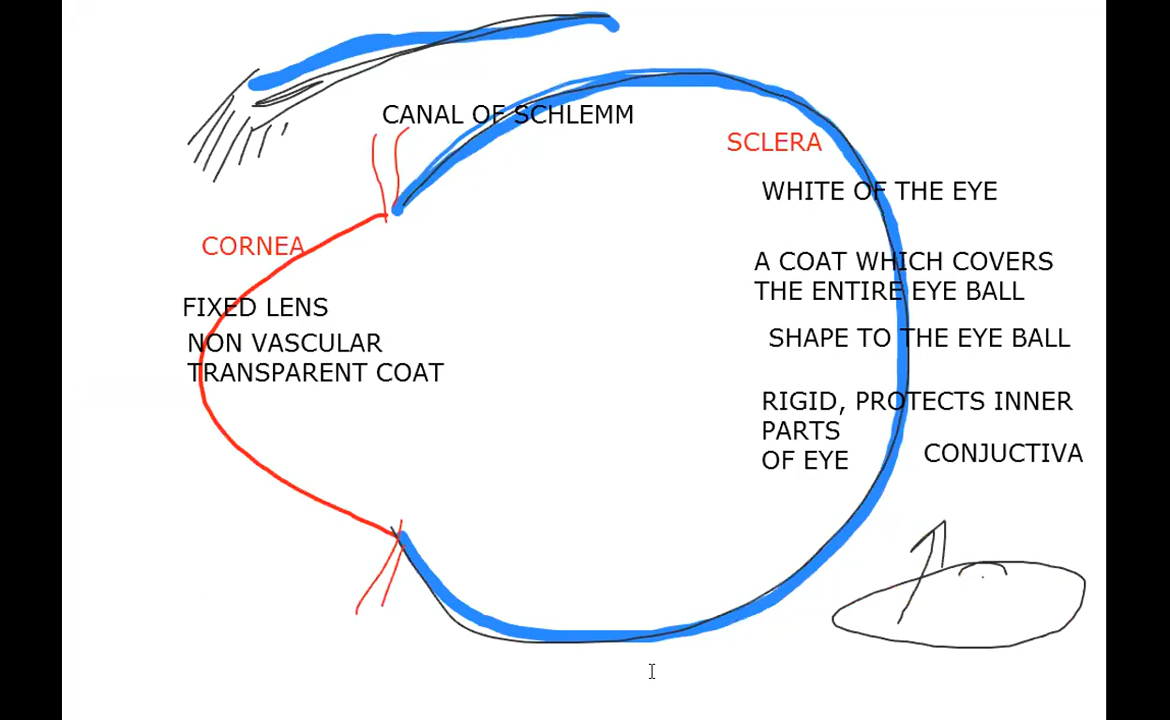 CANAL OF SCHLEMM
SCLERA
WHITE OF THE EYE
CORNEA
A COAT WHICH COVERS
THE ENTIRE EYE BALL
FIXED LENS
SHAPE TO THE EYE BALL
NON VASCULAR
TRANSPARENT COAT
RIGID, PROTECTS INNER
PARTS
OF EYE
CONJUCTIVA